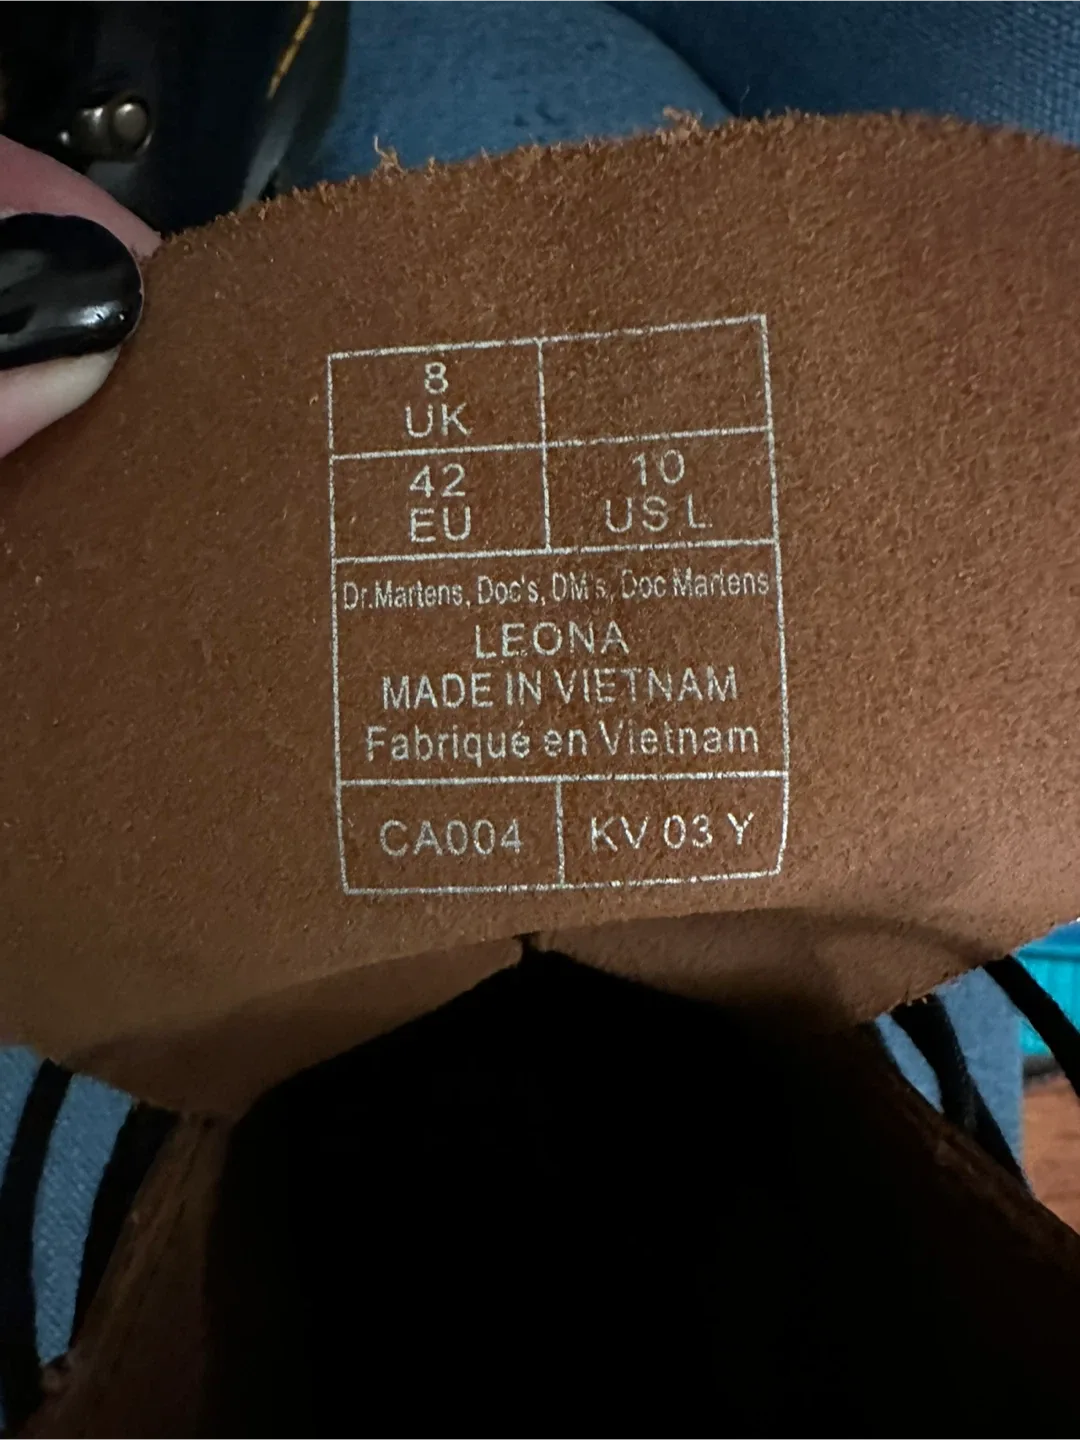 8
UK
42
EU
10
US L
Dr.Martens, Doc's, DM's, Doc Martens
LEONA
MADE IN VIETNAM
Fabriqué en Vietnam
CA004
KV 03 Y